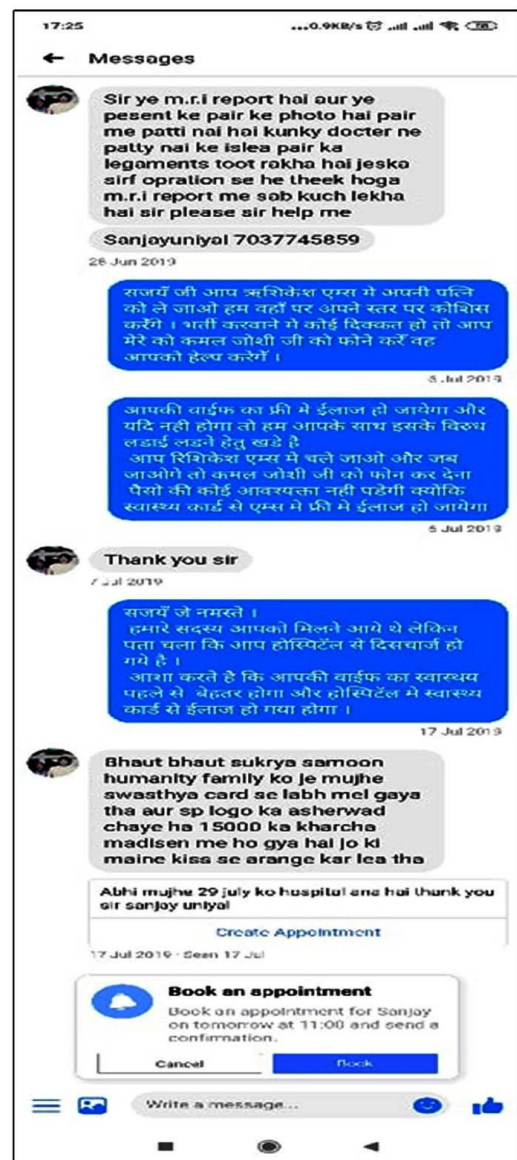 17:25
...0.9KB/s
Messages
Sir ye m.r.i report hai aur ye
pesent ke pair ke photo hai pair
me patti nai hai kunky docter ne
patty nai ke islea pair ka
legaments toot rakha hai jeska
sirf opration se he theek hoga
m.r.i report me sab kuch lekha
hai sir please sir help me
Sanjayuniyal 7037745859
28 Jun 2019
सजयँ जी आप ऋशिकेश एम्स मे अपनी पत्नि
को ले जाओ हम वहाँ पर अपने स्तर पर कोशिस
करेंगे । भर्ती करवाने मे कोई दिक्कत हो तो आप
मेरे को कमल जोशी जी को फोने करें वह
आपको हेल्प करेगें ।
5 Jul 2019
आपकी वाईफ का फ्री मे ईलाज हो जायेगा और
यदि नही होगा तो हम आपके साथ इसके विरुध
लडाई लडने हेतु खडे है
आप रिशिकेश एम्स मे चले जाओ और जब
जाओगे तो कमल जोशी जी को फोन कर देना
पैसो की कोई आवश्यक्ता नही पडेगी क्योंकि
स्वास्थ्य कार्ड से एम्स मे फ्री मे ईलाज हो जायेगा
5 Jul 2019
Thank you sir
7 Jul 2019
सजयँ जे नमस्ते ।
हमारे सदस्य आपको मिलने आये थे लेकिन
पता चला कि आप होस्पिटॅल से दिसचार्ज हो
गये है ।
आशा करते है कि आपकी वाईफ का स्वास्थय
पहले से बेहतर होगा और होस्पिटॅल मे स्वास्थ्य
कार्ड से ईलाज हो गया होगा ।
17 Jul 2019
Bhaut bhaut sukrya samoon
humanity family ko je mujhe
swasthya card se labh mel gaya
tha aur sp logo ka asherwad
chaye ha 15000 ka kharcha
madisen me ho gya hai jo ki
maine kiss se arange kar lea tha
Abhi mujhe 29 july ko hospital ana hai thank you
sir sanjay uniyal
Create Appointment
17 Jul 2019 · Seen 17 Jul
Book an appointment
Book an appointment for Sanjay
on tomorrow at 11:00 and send a
confirmation.
Cancel
Book
Write a message...